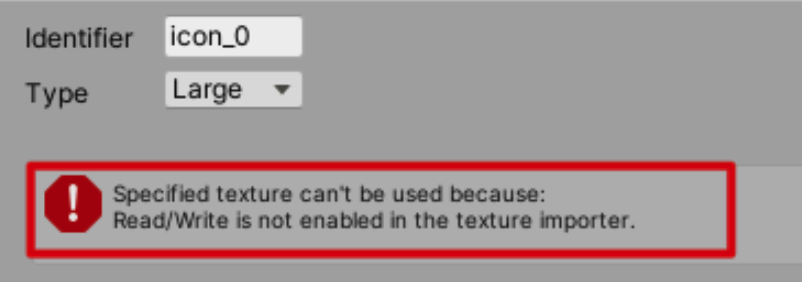 Identifier icon_0
Type Large
Specified texture can't be used because:
Read/Write is not enabled in the texture importer.